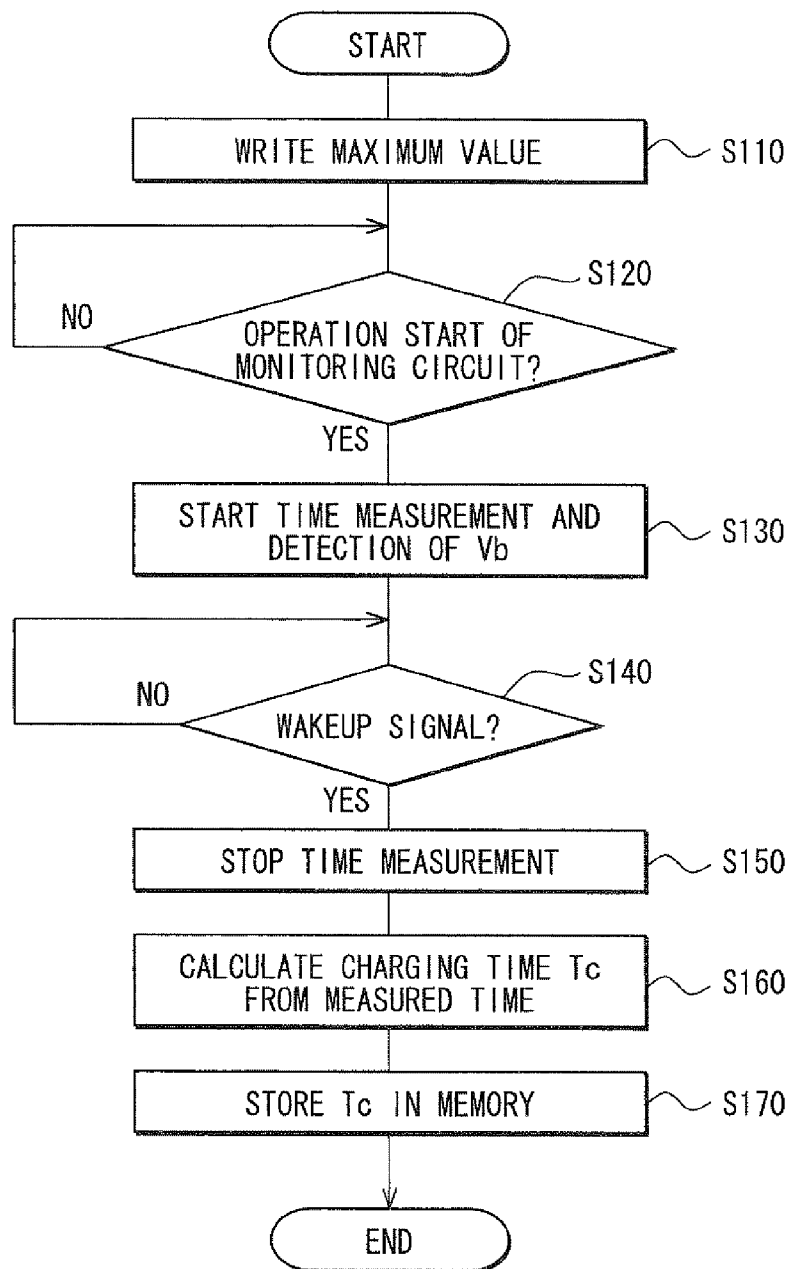 START
WRITE MAXIMUM VALUE
S110
S120
NO
OPERATION START OF
MONITORING CIRCUIT?
YES
START TIME MEASUREMENT AND
DETECTION OF Vb
S130
S140
NO
WAKEUP SIGNAL?
YES
STOP TIME MEASUREMENT
S150
CALCULATE CHARGING TIME Tc
FROM MEASURED TIME
S160
STORE Tc IN MEMORY
S170
END